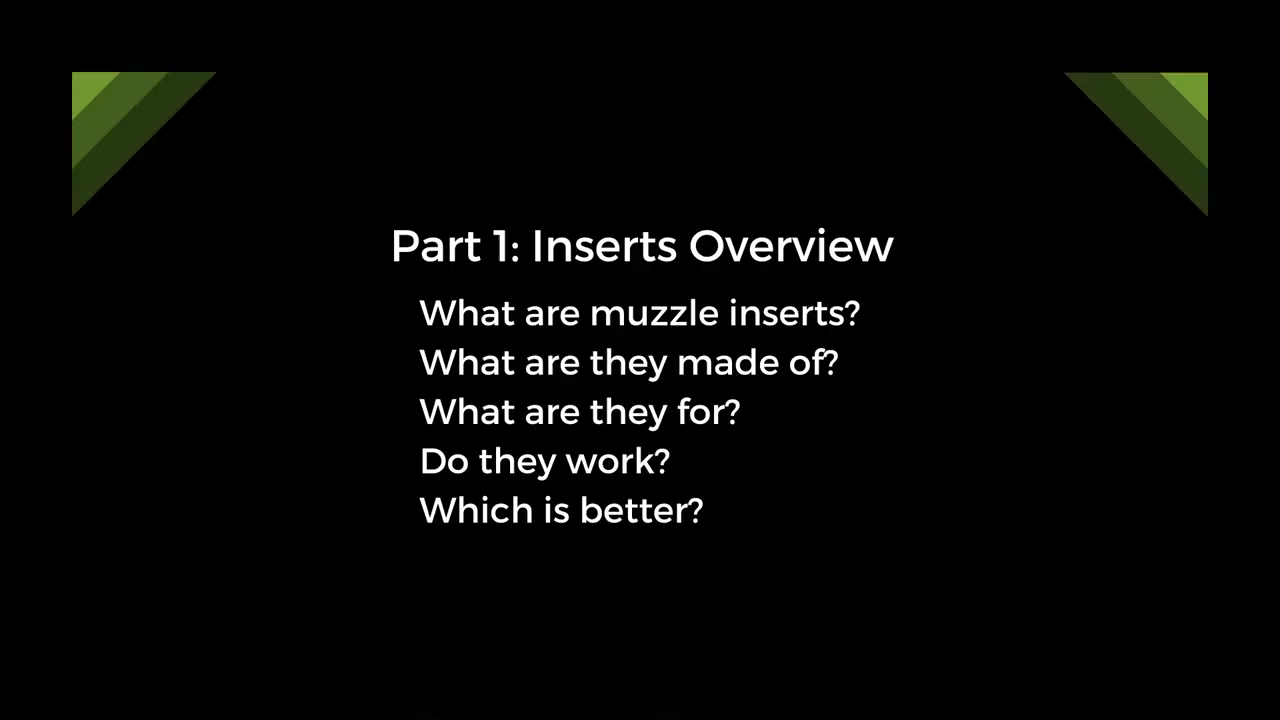 Part 1: Inserts Overview
What are muzzle inserts?
What are they made of?
What are they for?
Do they work?
Which is better?